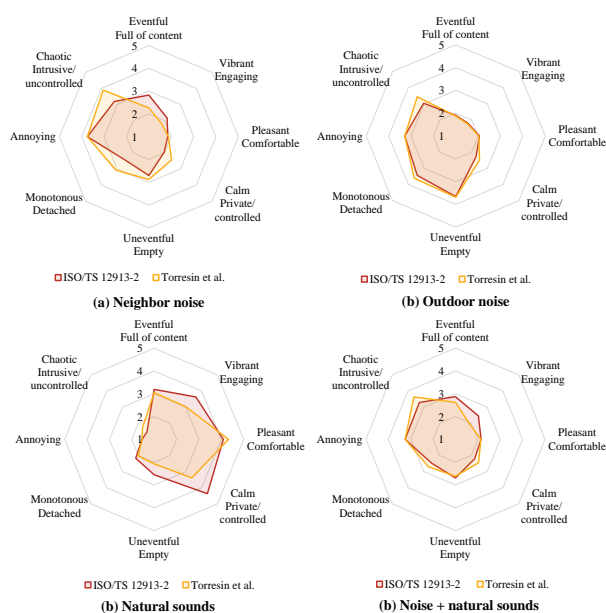 Eventful
Full of content
5
4
3
2
1
Chaotic
Intrusive/
uncontrolled
Vibrant
Engaging
Annoying
Pleasant
Comfortable
Monotonous
Detached
Calm
Private/
controlled
Uneventful
Empty
ISO/TS 12913-2 Torresin et al.
(a) Neighbor noise
Eventful
Full of content
5
4
3
2
1
Chaotic
Intrusive/
uncontrolled
Vibrant
Engaging
Annoying
Pleasant
Comfortable
Monotonous
Detached
Calm
Private/
controlled
Uneventful
Empty
ISO/TS 12913-2 Torresin et al.
(b) Outdoor noise
Eventful
Full of content
5
4
3
2
1
Chaotic
Intrusive/
uncontrolled
Vibrant
Engaging
Annoying
Pleasant
Comfortable
Monotonous
Detached
Calm
Private/
controlled
Uneventful
Empty
ISO/TS 12913-2 Torresin et al.
(b) Natural sounds
Eventful
Full of content
5
4
3
2
1
Chaotic
Intrusive/
uncontrolled
Vibrant
Engaging
Annoying
Pleasant
Comfortable
Monotonous
Detached
Calm
Private/
controlled
Uneventful
Empty
ISO/TS 12913-2 Torresin et al.
(b) Noise + natural sounds